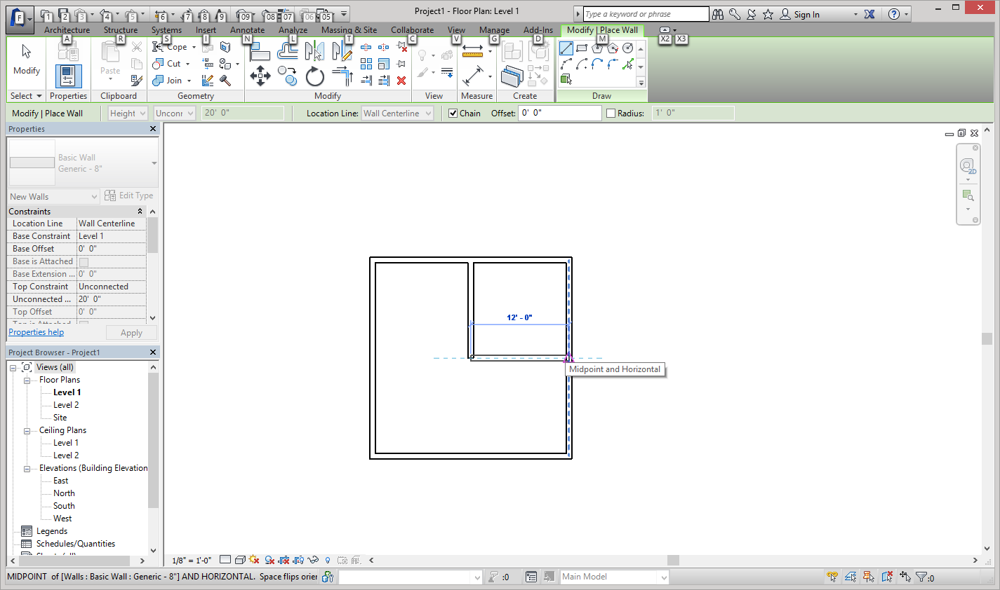 Project1 - Floor Plan: Level 1
Type a keyword or phrase
Sign In
F 1 2 3 4 5 6 7 8 9 09 08 07 06 05
Architecture Structure Systems Insert Annotate Analyze Massing & Site Collaborate View Manage Add-Ins Modify | Place Wall
A R S I N L T C V G D M X2 X3
Modify
Paste
Cope
Cut
Join
Select Properties Clipboard Geometry Modify View Measure Create Draw
Modify | Place Wall Height Unconr 20' 0" Location Line: Wall Centerline Chain Offset: 0' 0" Radius: 1' 0"
Properties
Basic Wall
Generic - 8"
New Walls Edit Type
Constraints
Location Line Wall Centerline
Base Constraint Level 1
Base Offset 0' 0"
Base is Attached
Base Extension ... 0' 0"
Top Constraint Unconnected
Unconnected ... 20' 0"
Top Offset 0' 0"
Properties help Apply
Project Browser - Project1
Views (all)
Floor Plans
Level 1
Level 2
Site
Ceiling Plans
Level 1
Level 2
Elevations (Building Elevation
East
North
South
West
Legends
Schedules/Quantities
2D
12' - 0"
Midpoint and Horizontal
1/8" = 1'-0"
MIDPOINT of [Walls : Basic Wall : Generic - 8"] AND HORIZONTAL. Space flips orier
:0 Main Model :0